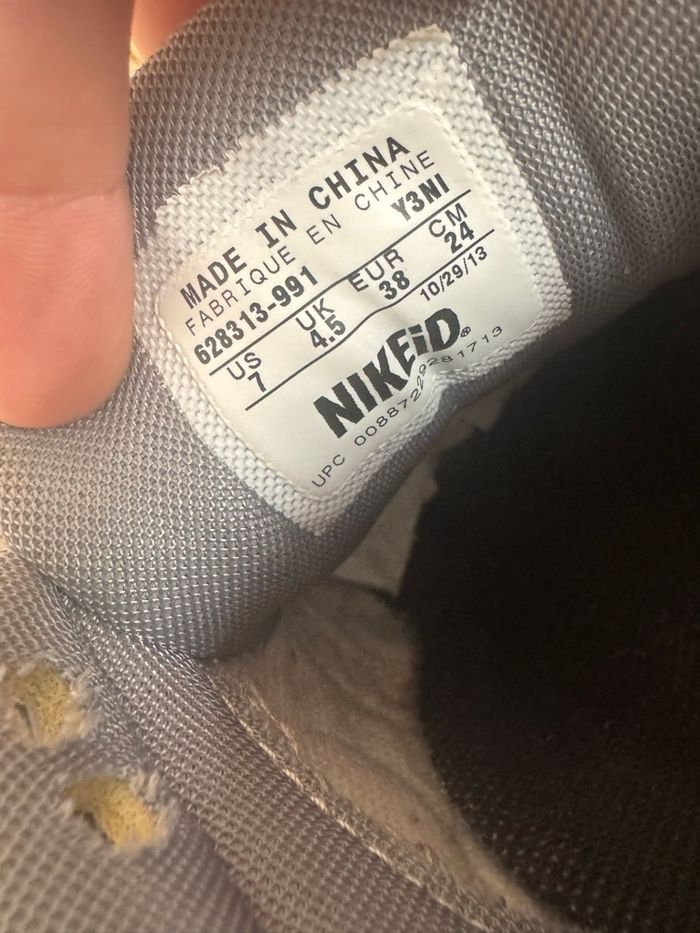 MADE IN CHINA
FABRIQUE EN CHINE
628313-991 Y3NI
US UK EUR CM
7 4.5 38 24
10/29/13
NIKEiD®
UPC